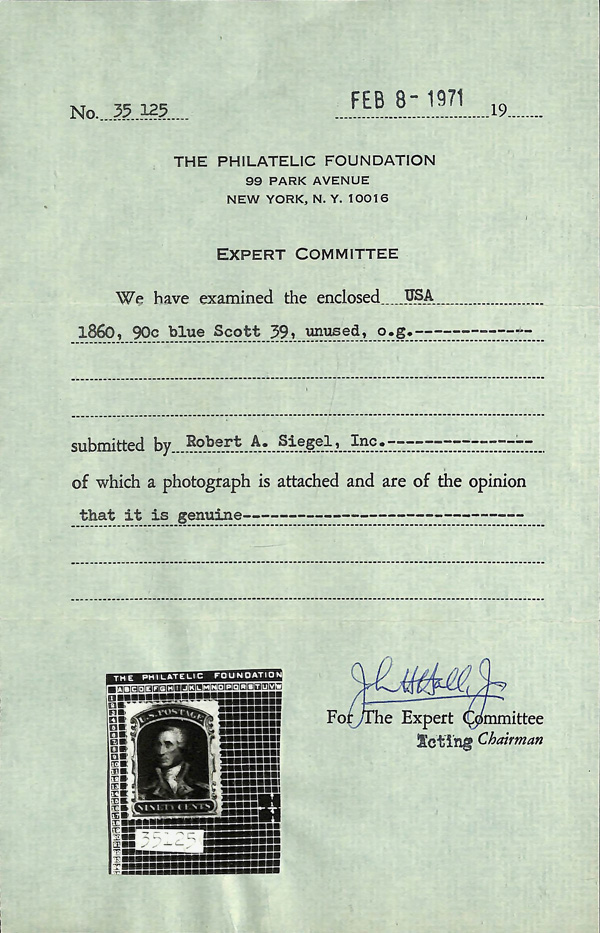 No. 35 125
FEB 8-1971 19
THE PHILATELIC FOUNDATION
99 PARK AVENUE
NEW YORK, N. Y. 10016
EXPERT COMMITTEE
We have examined the enclosed USA
1860, 90c blue Scott 39, unused, o.g.--------------
submitted by Robert A. Siegel, Inc.-----------------
of which a photograph is attached and are of the opinion
that it is genuine--------------------------------
John H Hall, Jr
For The Expert Committee
Acting Chairman
THE PHILATELIC FOUNDATION
ABCDEFGHIJKLMNOPQRSTUVW
U.S. POSTAGE
NINETY CENTS
35125